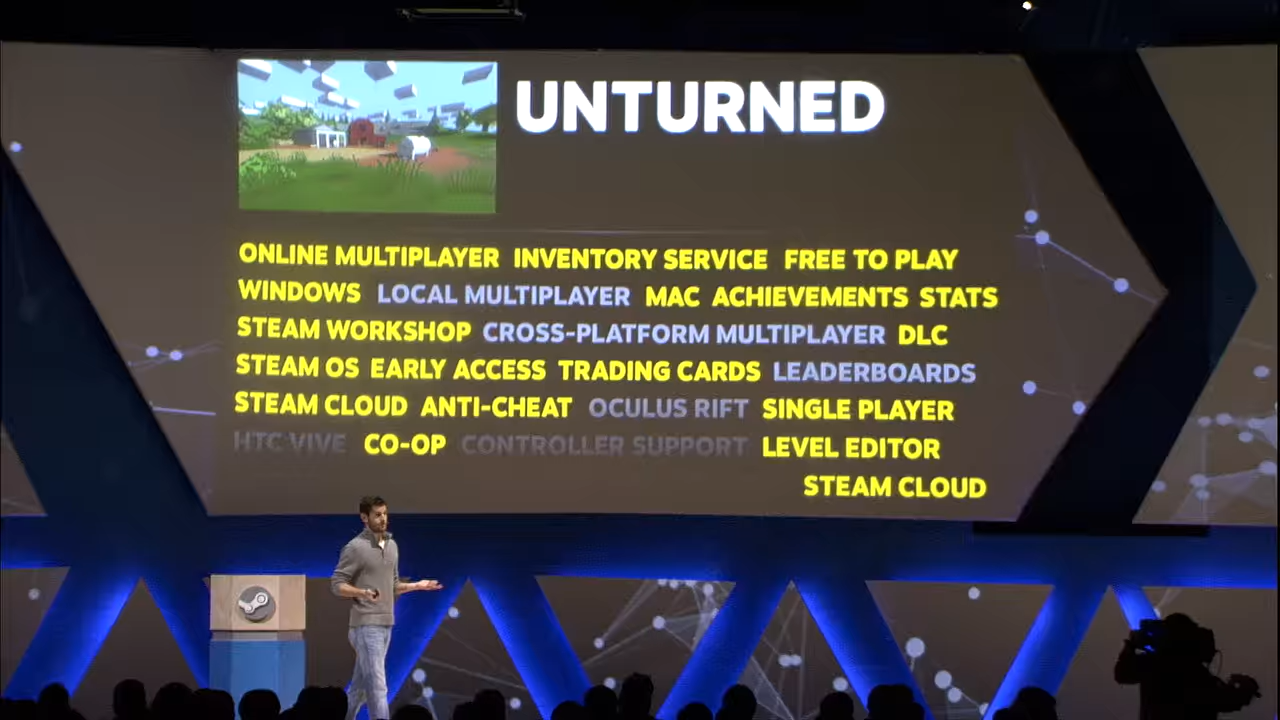 UNTURNED
ONLINE MULTIPLAYER INVENTORY SERVICE FREE TO PLAY
WINDOWS LOCAL MULTIPLAYER MAC ACHIEVEMENTS STATS
STEAM WORKSHOP CROSS-PLATFORM MULTIPLAYER DLC
STEAM OS EARLY ACCESS TRADING CARDS LEADERBOARDS
STEAM CLOUD ANTI-CHEAT OCULUS RIFT SINGLE PLAYER
HTC VIVE CO-OP CONTROLLER SUPPORT LEVEL EDITOR
STEAM CLOUD